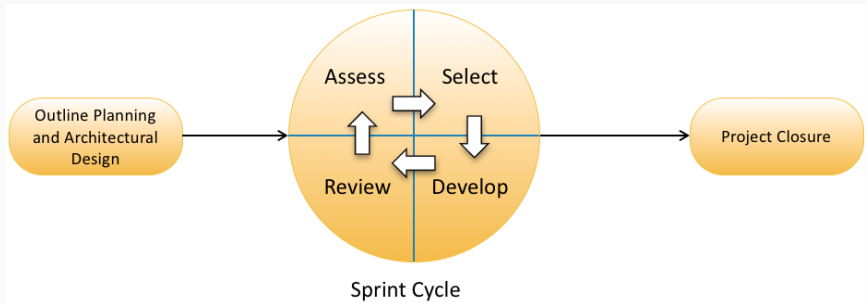 Outline Planning
and Architectural
Design
Assess
Select
Review
Develop
Project Closure
Sprint Cycle